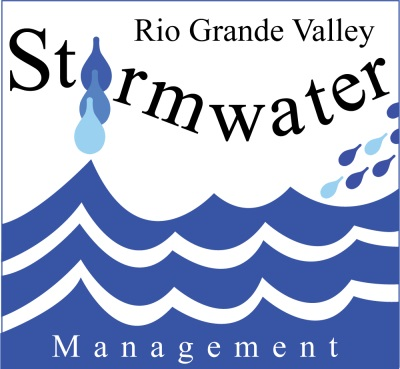 Rio Grande Valley
Stormwater
Management